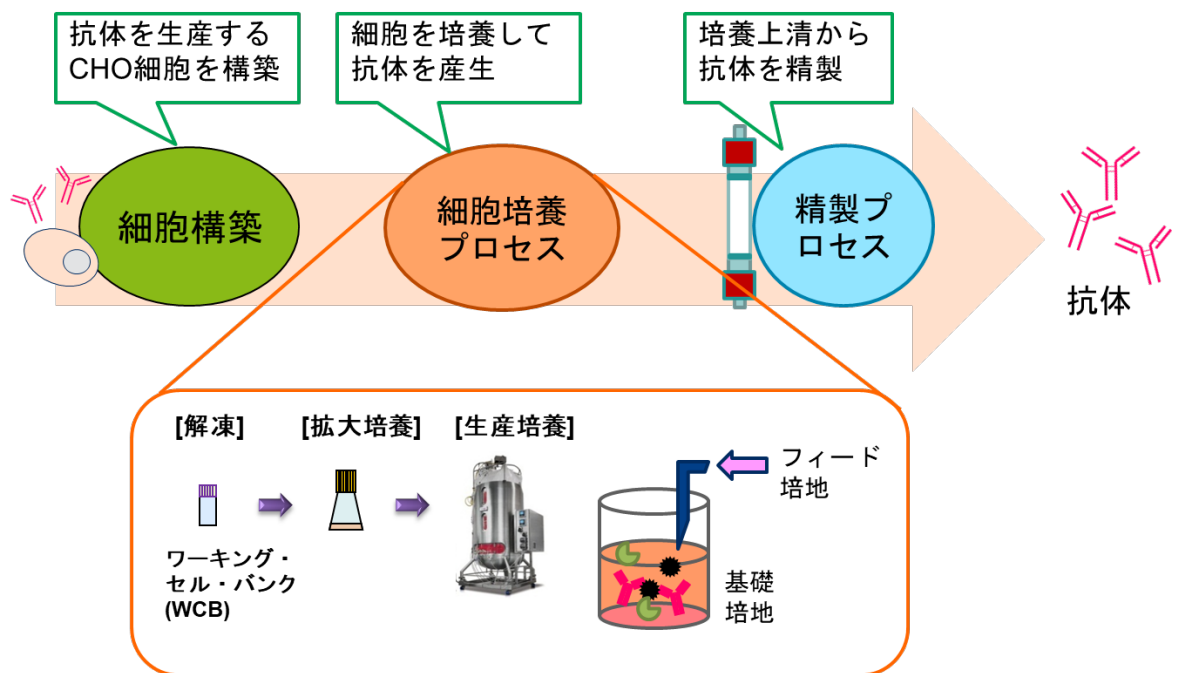 抗体を生産する
CHO細胞を構築
細胞を培養して
抗体を産生
培養上清から
抗体を精製
細胞構築
細胞培養
プロセス
精製プ
ロセス
抗体
[解凍]
[拡大培養]
[生産培養]
ワーキング・
セル・バンク
(WCB)
フィード
培地
基礎
培地